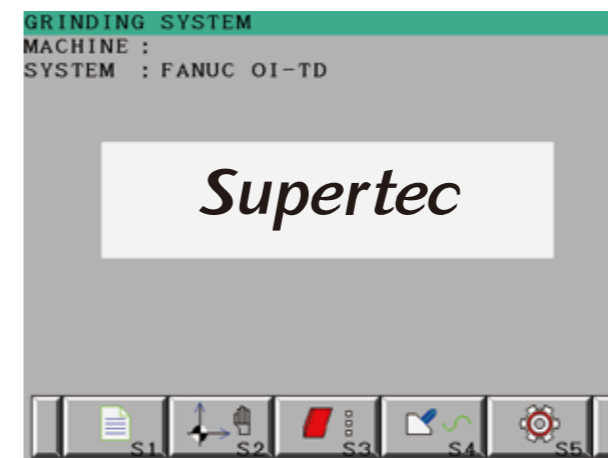 GRINDING SYSTEM
MACHINE :
SYSTEM : FANUC OI-TD
Supertec
S1 S2 S3 S4 S5